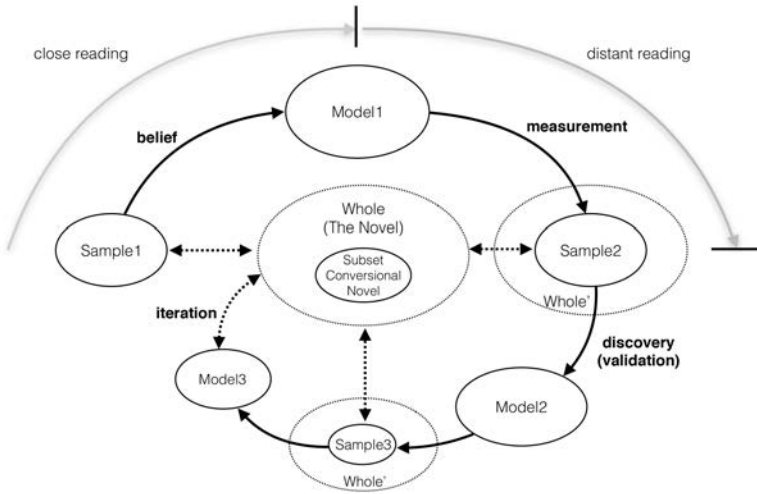 close reading
distant reading
Model1
belief
measurement
Whole
(The Novel)
Sample1
Sample2
Subset
Conversional
Novel
Whole'
iteration
discovery
(validation)
Model3
Model2
Sample3
Whole'